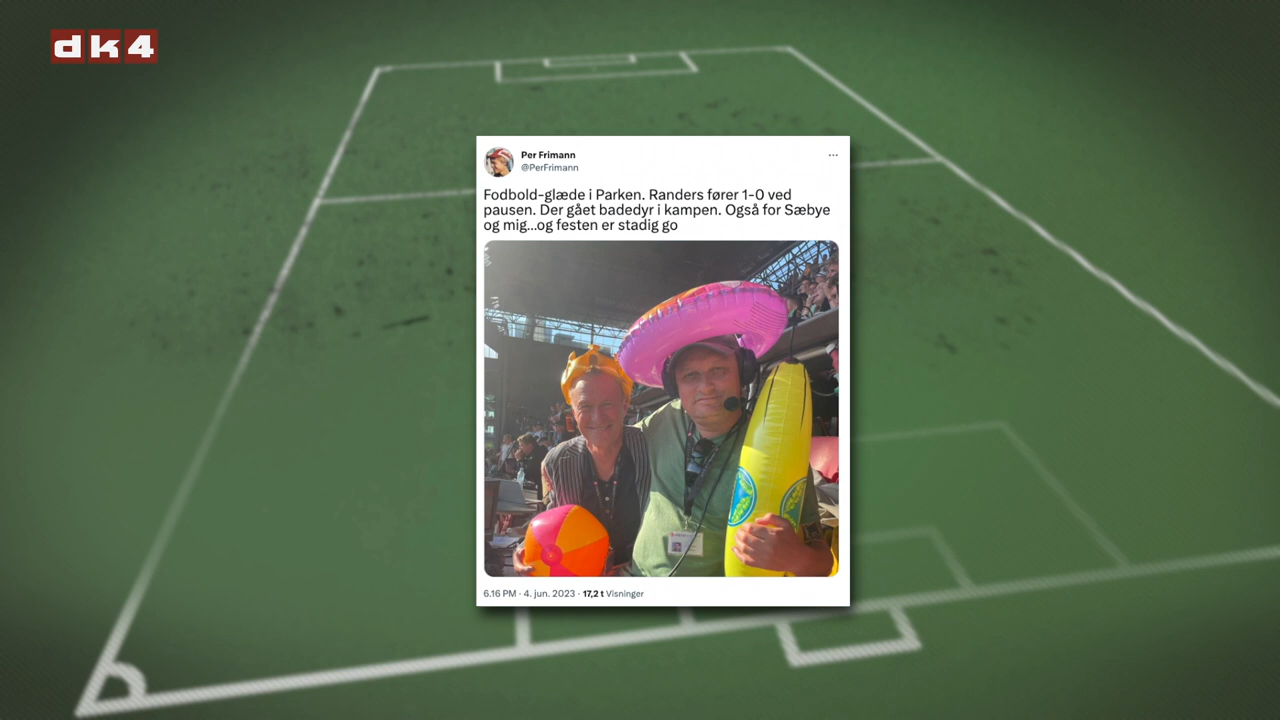 dk4
Per Frimann
@PerFrimann
Fodbold-glæde i Parken. Randers fører 1-0 ved
pausen. Der gået badedyr i kampen. Også for Sæbye
og mig...og festen er stadig go
6.16 PM · 4. jun. 2023 · 17,2 t Visninger